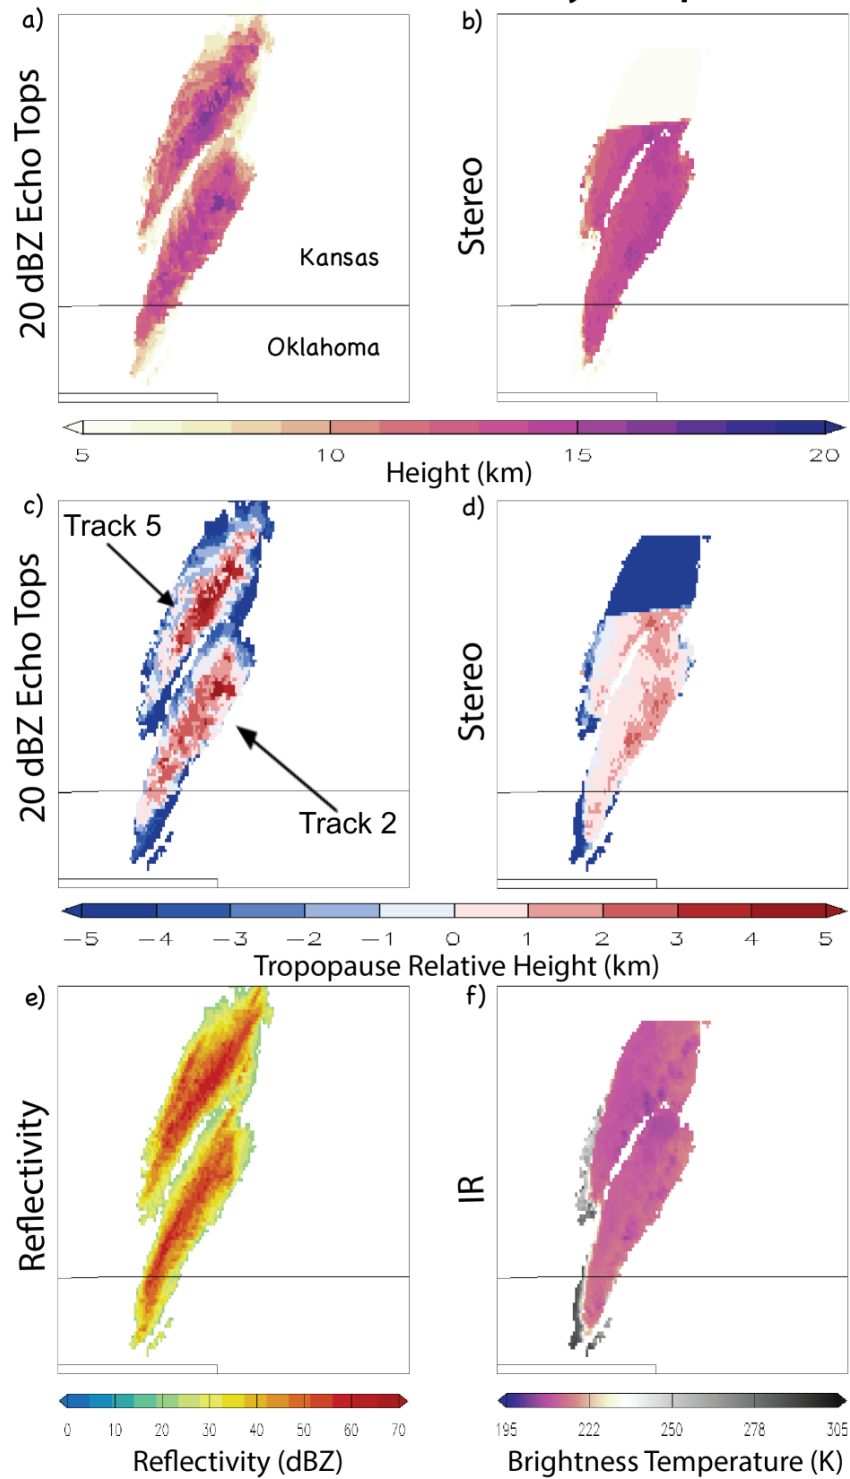 a)
b)
20 dBZ Echo Tops
Stereo
Kansas
Oklahoma
5 10 15 20
Height (km)
c)
d)
Track 5
20 dBZ Echo Tops
Stereo
Track 2
−5 −4 −3 −2 −1 0 1 2 3 4 5
Tropopause Relative Height (km)
e)
f)
Reflectivity
IR
0 10 20 30 40 50 60 70
195 222 250 278 305
Reflectivity (dBZ)
Brightness Temperature (K)